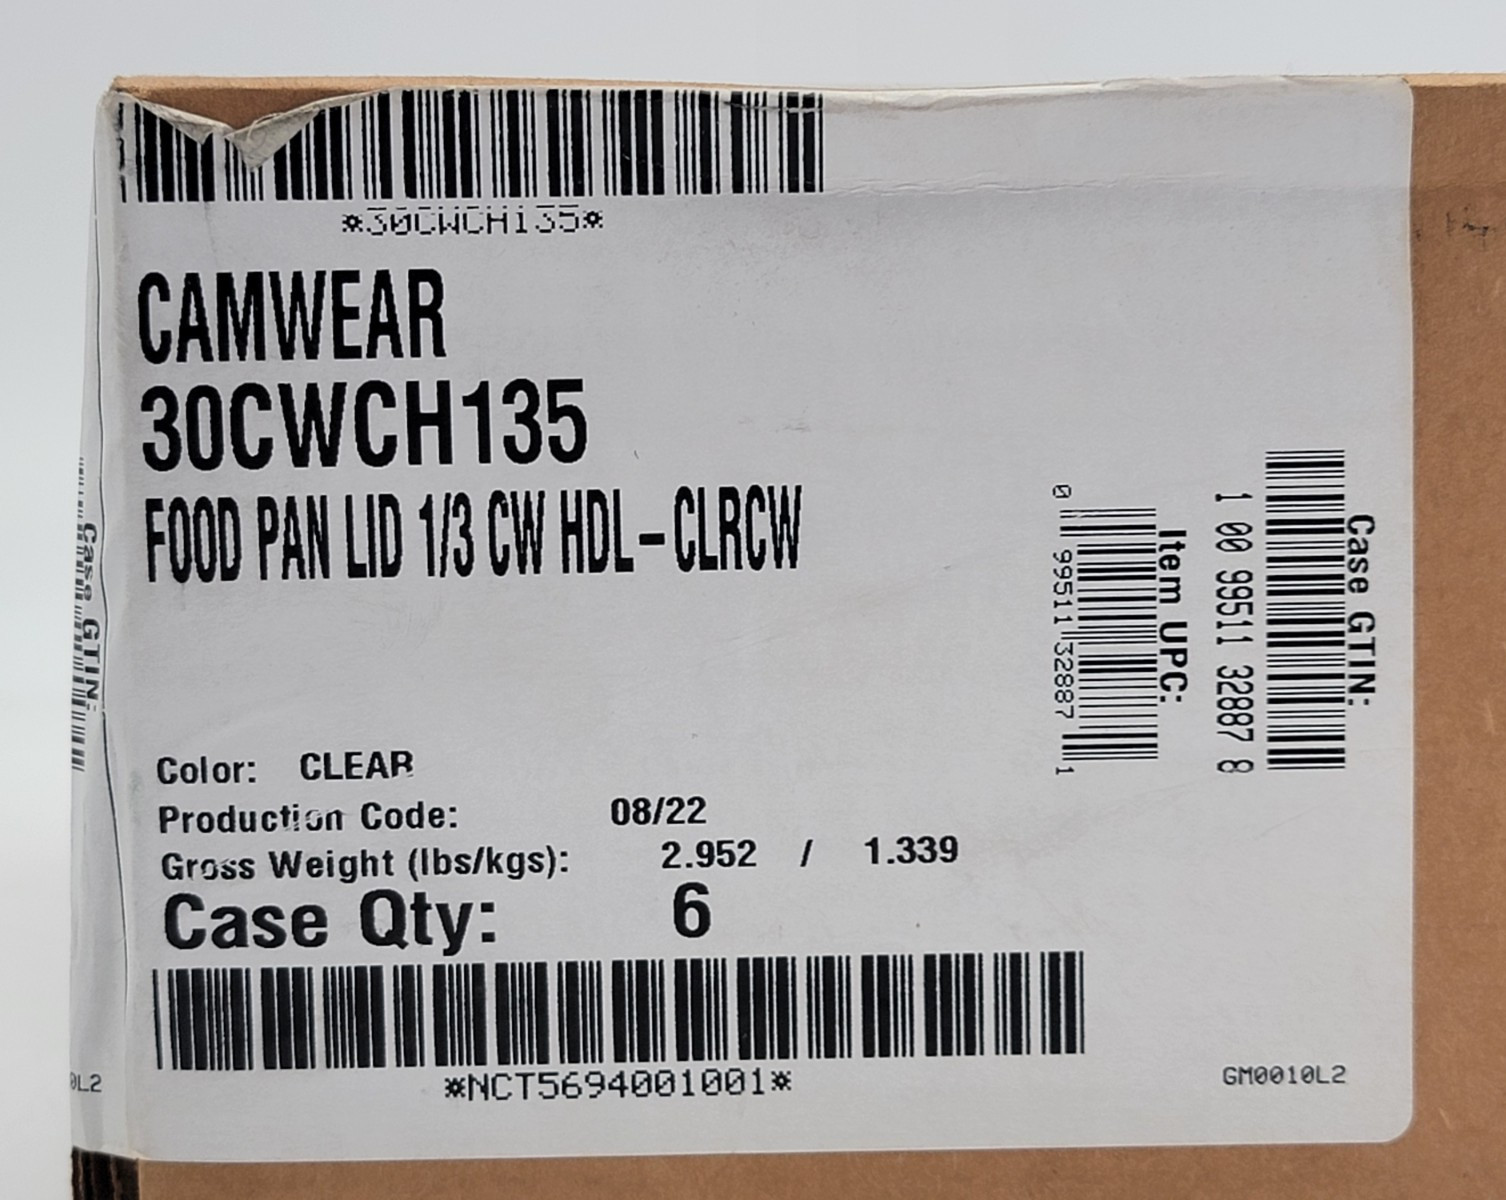 *30CWCH135*
CAMWEAR
30CWCH135
FOOD PAN LID 1/3 CW HDL-CLRCW
Case GTIN:
1 00 99511 32887 8
Item UPC:
0 99511 32887 1
Color: CLEAR
Production Code: 08/22
Gross Weight (lbs/kgs): 2.952 / 1.339
Case Qty: 6
*NCT5694001001*
GM0010L2
Case GTIN:
0L2